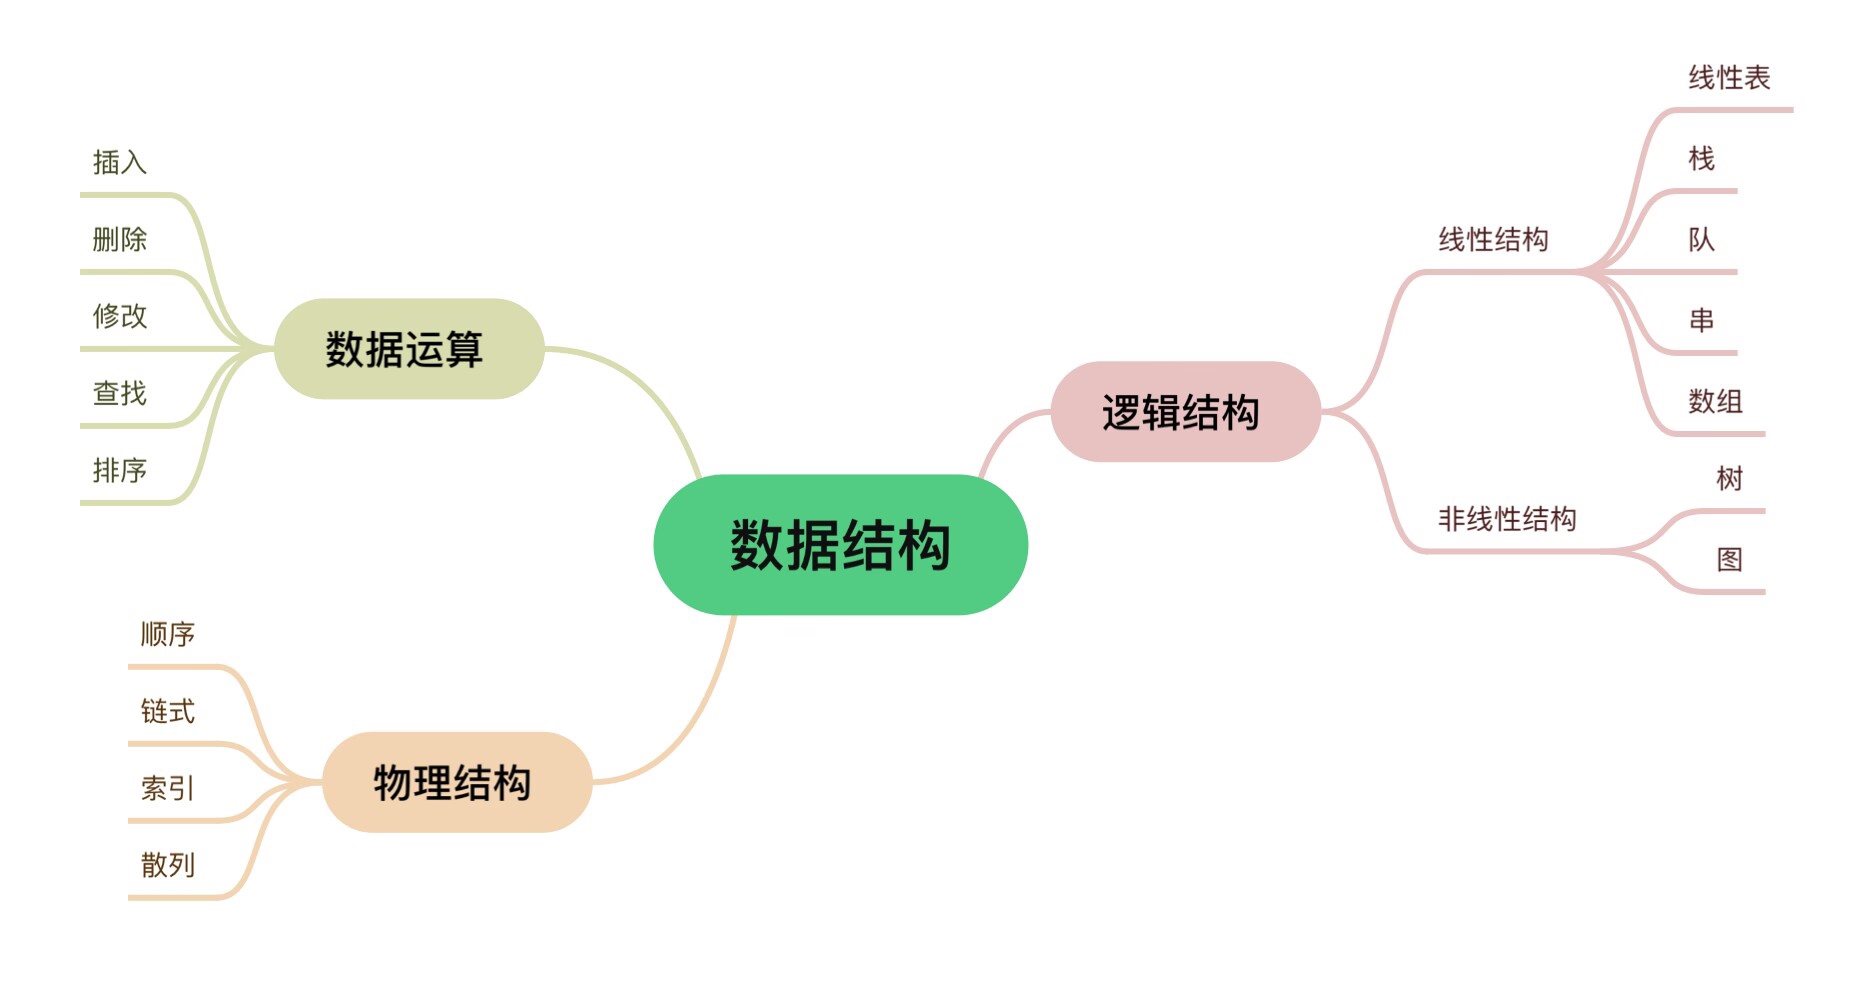 数据结构
逻辑结构
线性结构
线性表
栈
队
串
数组
非线性结构
树
图
数据运算
插入
删除
修改
查找
排序
物理结构
顺序
链式
索引
散列